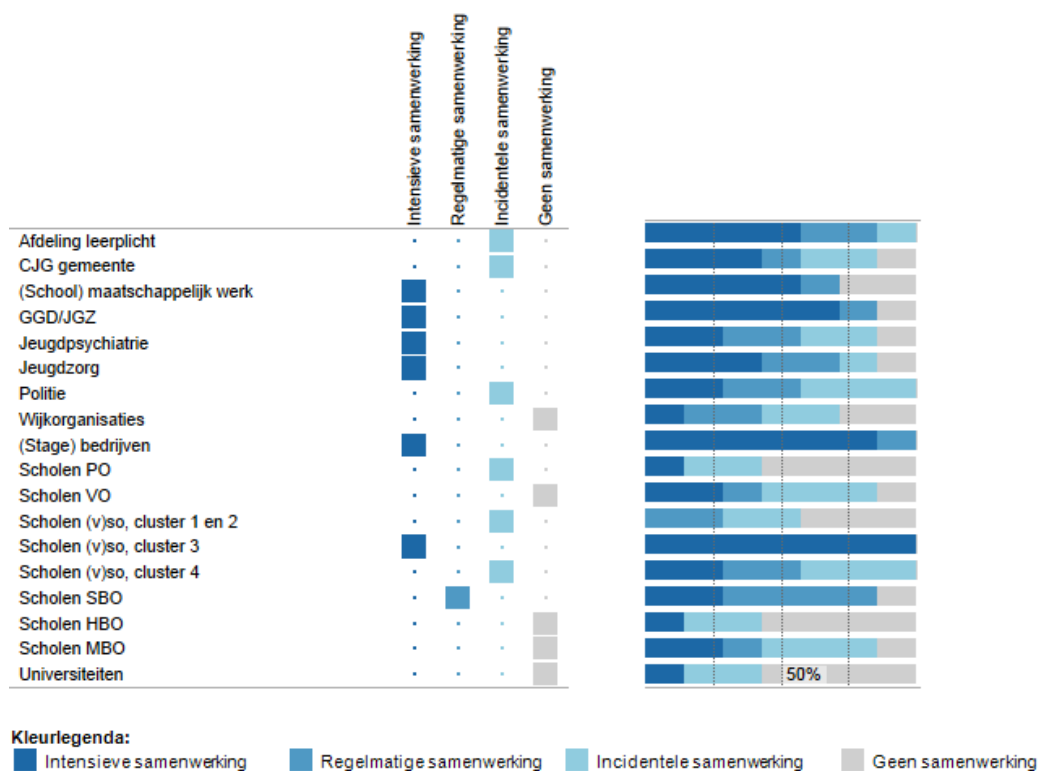 Intensieve samenwerking
Regelmatige samenwerking
Incidentele samenwerking
Geen samenwerking
Afdeling leerplicht
CJG gemeente
(School) maatschappelijk werk
GGD/JGZ
Jeugdpsychiatrie
Jeugdzorg
Politie
Wijkorganisaties
(Stage) bedrijven
Scholen PO
Scholen VO
Scholen (v)so, cluster 1 en 2
Scholen (v)so, cluster 3
Scholen (v)so, cluster 4
Scholen SBO
Scholen HBO
Scholen MBO
Universiteiten
50%
Kleurlegenda:
Intensieve samenwerking Regelmatige samenwerking Incidentele samenwerking Geen samenwerking